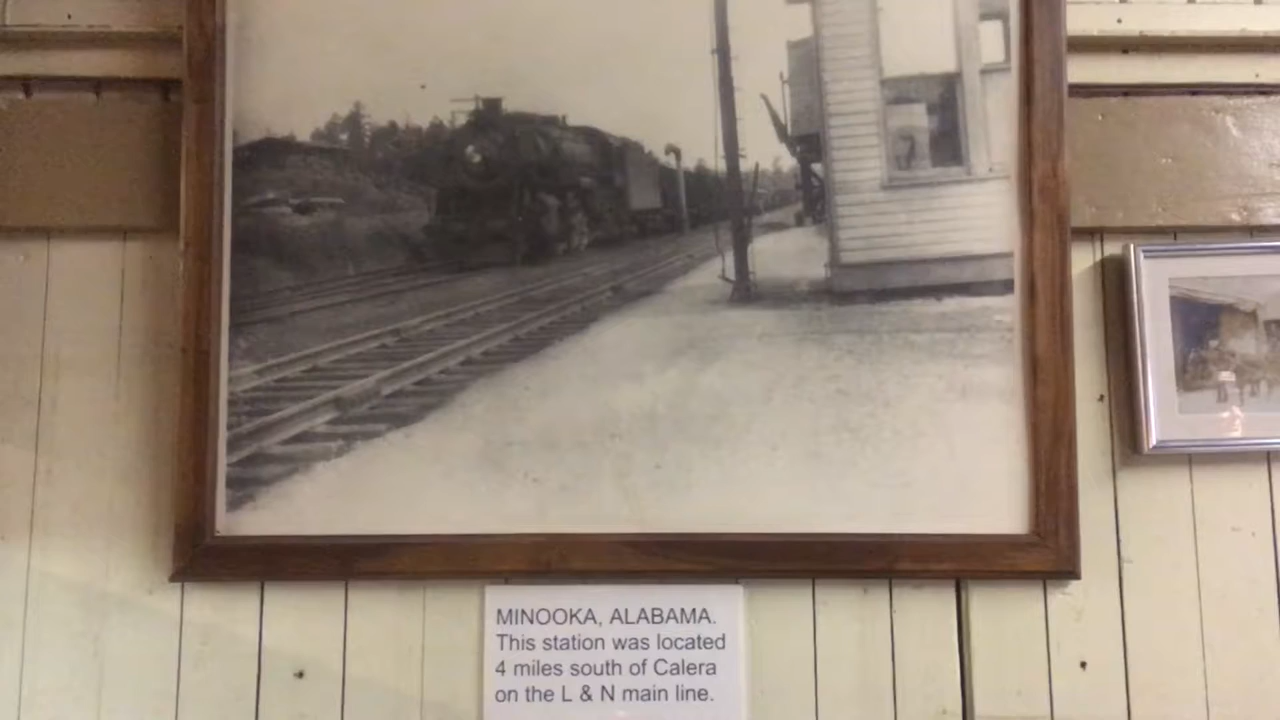 MINOOKA, ALABAMA.
This station was located
4 miles south of Calera
on the L & N main line.